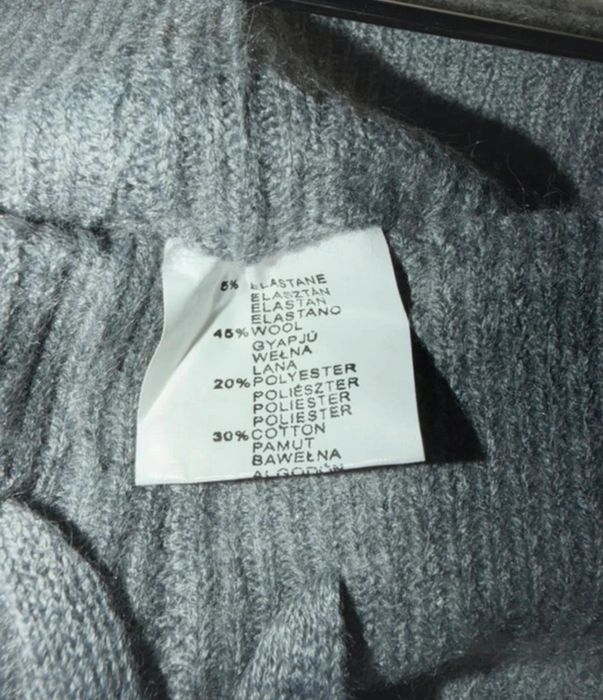 5% ELASTANE
ELASZTÁN
ELASTAN
ELASTANO
45% WOOL
GYAPJÚ
WEŁNA
LANA
20% POLYESTER
POLIÉSZTER
POLIESTER
POLIESTER
30% COTTON
PAMUT
BAWEŁNA
ALGODÓN